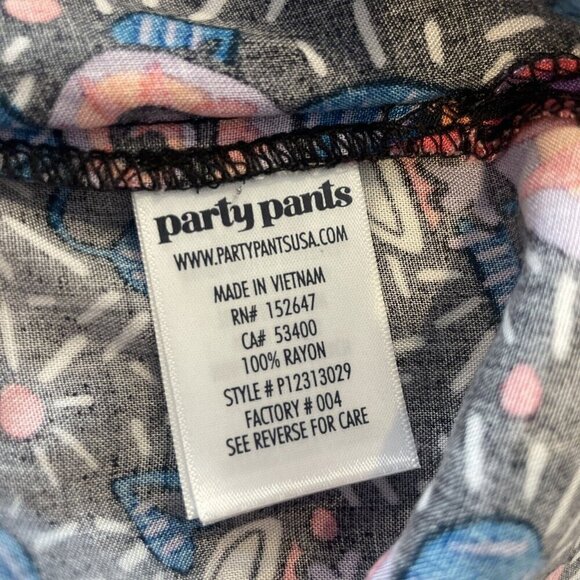 party pants
WWW.PARTYPANTSUSA.COM
MADE IN VIETNAM
RN# 152647
CA# 53400
100% RAYON
STYLE # P12313029
FACTORY # 004
SEE REVERSE FOR CARE